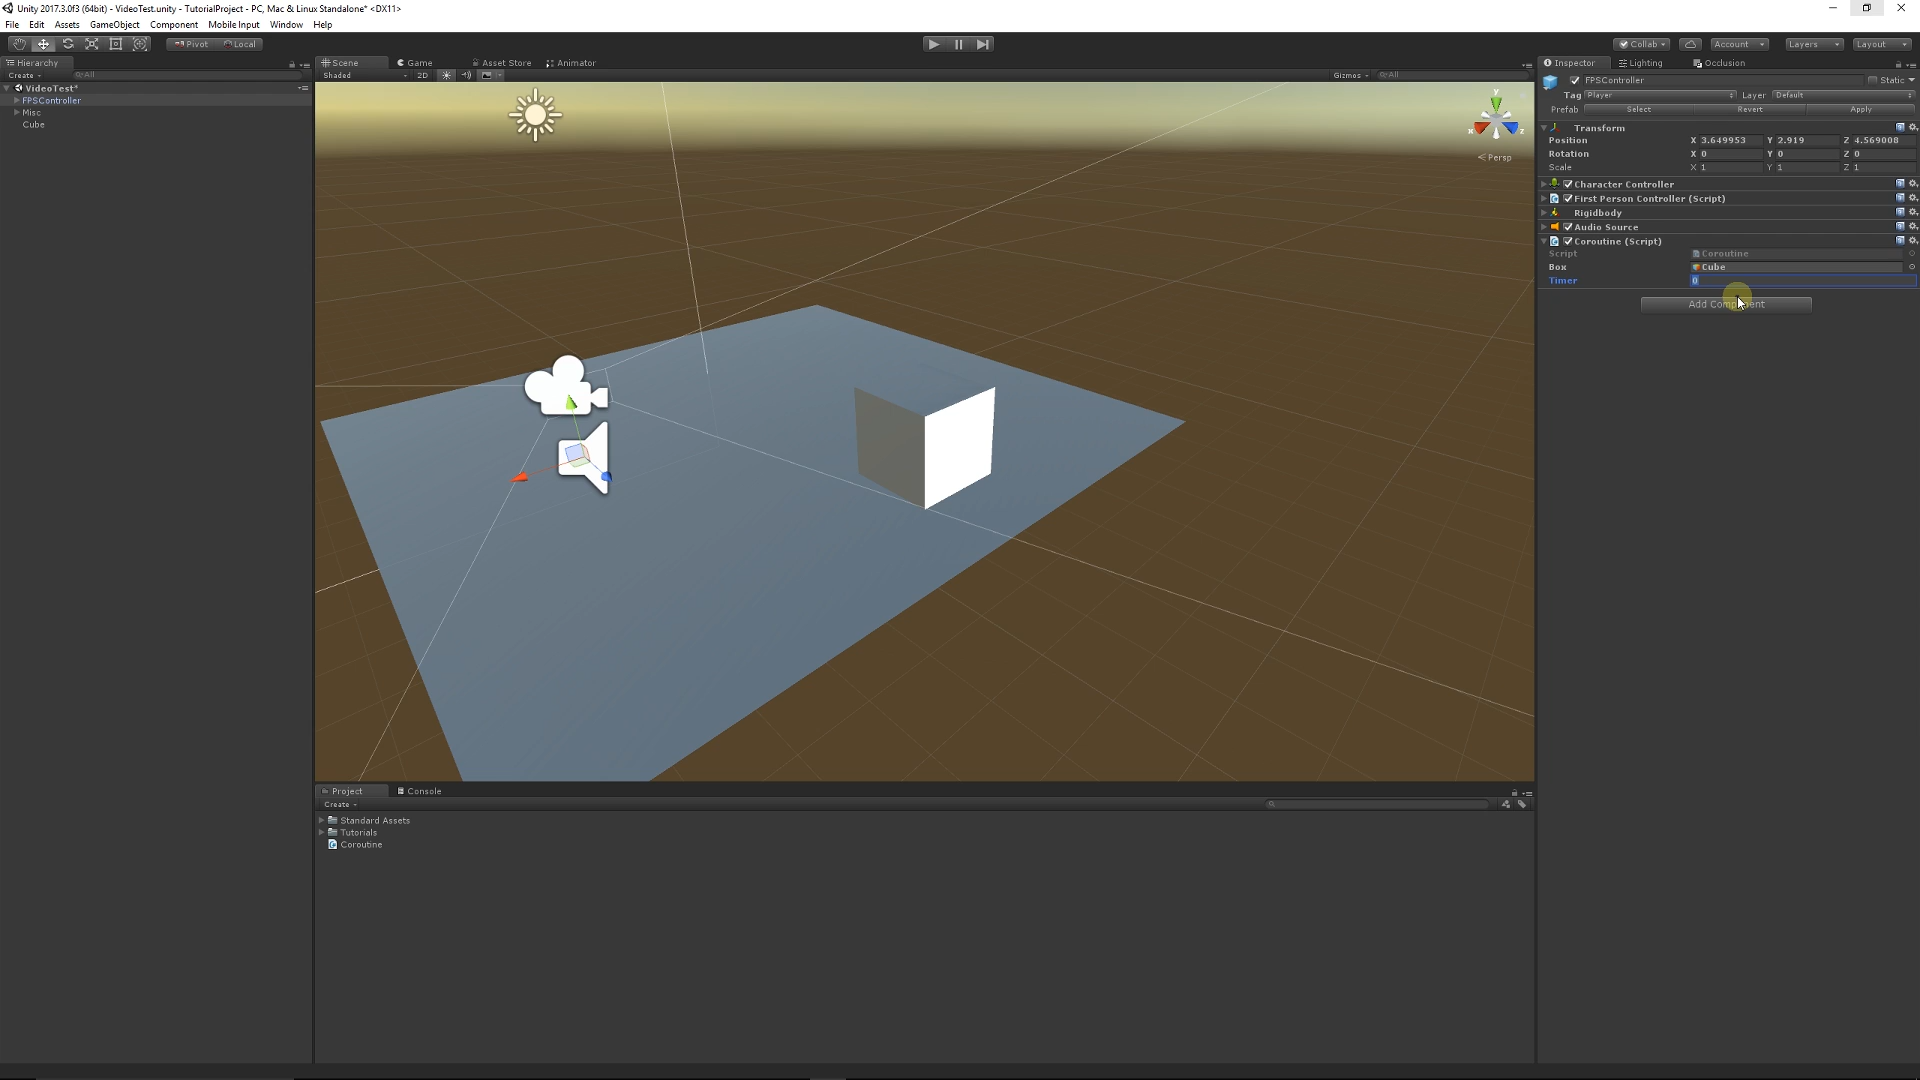 Unity 2017.3.0f3 (64bit) - VideoTest.unity - TutorialProject - PC, Mac & Linux Standalone* <DX11>
File Edit Assets GameObject Component Mobile Input Window Help
Pivot Local Collab Account Layers Layout
Hierarchy
Create All
VideoTest*
FPSController
Misc
Cube
Scene Game Asset Store Animator
Shaded 2D Gizmos All
y
x z
Persp
Project Console
Create
Standard Assets
Tutorials
Coroutine
Inspector Lighting Occlusion
FPSController Static
Tag Player Layer Default
Prefab Select Revert Apply
Transform
Position X 3.649953 Y 2.919 Z 4.569008
Rotation X 0 Y 0 Z 0
Scale X 1 Y 1 Z 1
Character Controller
First Person Controller (Script)
Rigidbody
Audio Source
Coroutine (Script)
Script Coroutine
Box Cube
Timer 0
Add Component